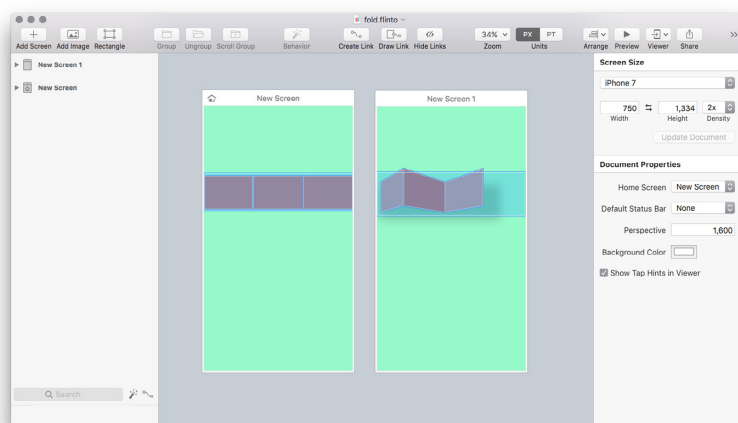 fold.flinto
Add Screen Add Image Rectangle Group Ungroup Scroll Group Behavior Create Link Draw Link Hide Links 34% Zoom PX PT Units Arrange Preview Viewer Share
New Screen 1
New Screen
New Screen
New Screen 1
Screen Size
iPhone 7
750 1,334 2x
Width Height Density
Update Document
Document Properties
Home Screen New Screen
Default Status Bar None
Perspective 1,600
Background Color
Show Tap Hints in Viewer
Search